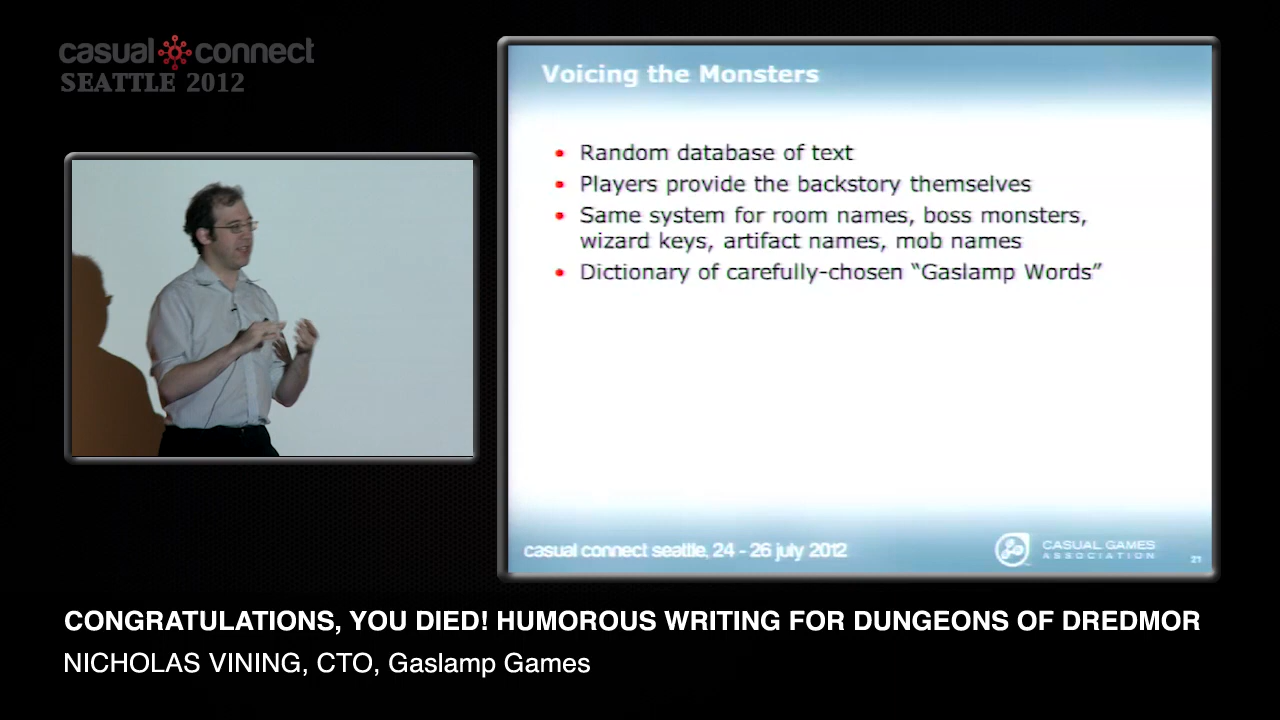 casual connect
SEATTLE 2012
Voicing the Monsters
Random database of text
Players provide the backstory themselves
Same system for room names, boss monsters,
wizard keys, artifact names, mob names
Dictionary of carefully-chosen “Gaslamp Words”
casual connect seattle, 24 - 26 july 2012
CASUAL GAMES
ASSOCIATION
21
CONGRATULATIONS, YOU DIED! HUMOROUS WRITING FOR DUNGEONS OF DREDMOR
NICHOLAS VINING, CTO, Gaslamp Games